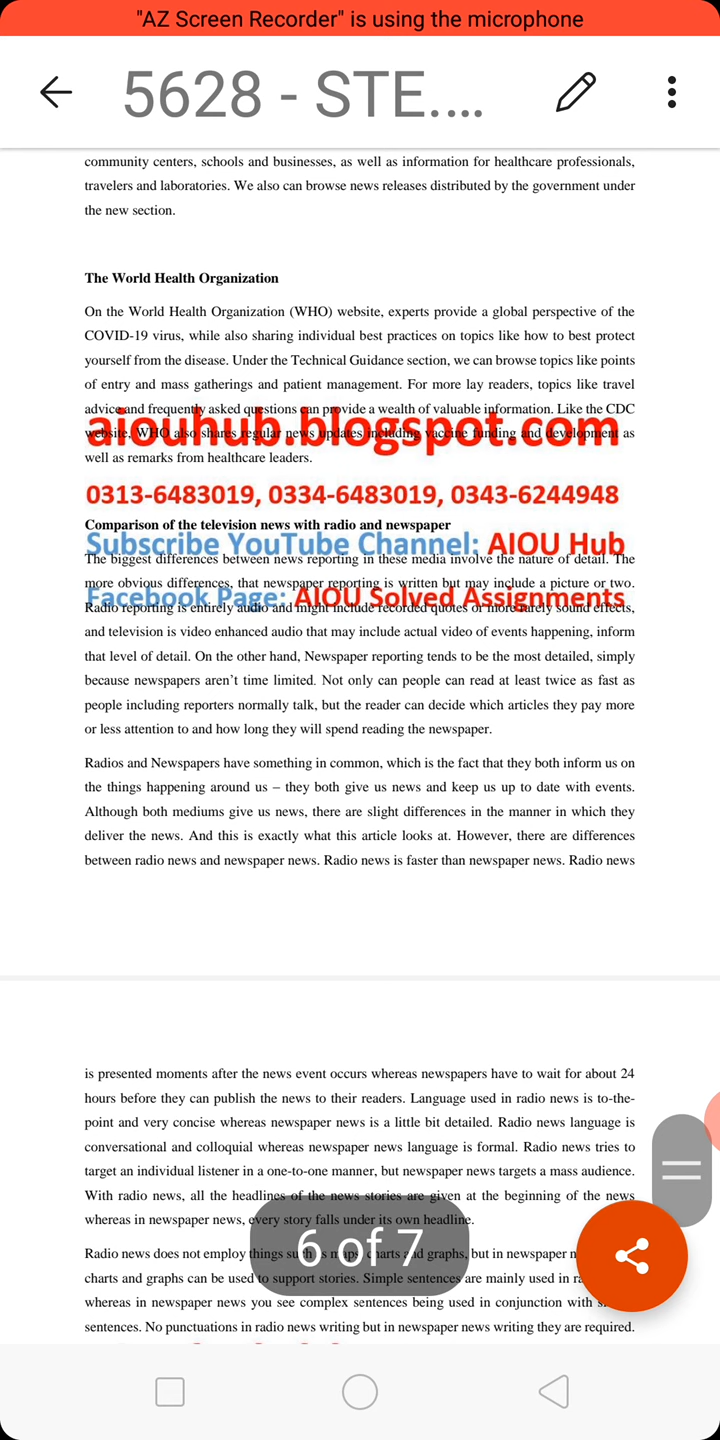 "AZ Screen Recorder" is using the microphone
5628 - STE....
community centers, schools and businesses, as well as information for healthcare professionals,
travelers and laboratories. We also can browse news releases distributed by the government under
the new section.
The World Health Organization
On the World Health Organization (WHO) website, experts provide a global perspective of the
COVID-19 virus, while also sharing individual best practices on topics like how to best protect
yourself from the disease. Under the Technical Guidance section, we can browse topics like points
of entry and mass gatherings and patient management. For more lay readers, topics like travel
advice and frequently asked questions can provide a wealth of valuable information. Like the CDC
aiouhub.blogspot.com
website, WHO also shares regular news updates including vaccine funding and development as
well as remarks from healthcare leaders.
0313-6483019, 0334-6483019, 0343-6244948
Comparison of the television news with radio and newspaper
Subscribe YouTube Channel: AIOU Hub
The biggest differences between news reporting in these media involve the nature of detail. The
more obvious differences, that newspaper reporting is written but may include a picture or two.
Facebook Page: AIOU Solved Assignments
Radio reporting is entirely audio and might include recorded quotes or more rarely sound effects,
and television is video enhanced audio that may include actual video of events happening, inform
that level of detail. On the other hand, Newspaper reporting tends to be the most detailed, simply
because newspapers aren't time limited. Not only can people can read at least twice as fast as
people including reporters normally talk, but the reader can decide which articles they pay more
or less attention to and how long they will spend reading the newspaper.
Radios and Newspapers have something in common, which is the fact that they both inform us on
the things happening around us – they both give us news and keep us up to date with events.
Although both mediums give us news, there are slight differences in the manner in which they
deliver the news. And this is exactly what this article looks at. However, there are differences
between radio news and newspaper news. Radio news is faster than newspaper news. Radio news
is presented moments after the news event occurs whereas newspapers have to wait for about 24
hours before they can publish the news to their readers. Language used in radio news is to-the-
point and very concise whereas newspaper news is a little bit detailed. Radio news language is
conversational and colloquial whereas newspaper news language is formal. Radio news tries to
target an individual listener in a one-to-one manner, but newspaper news targets a mass audience.
With radio news, all the headlines of the news stories are given at the beginning of the news
whereas in newspaper news, every story falls under its own headline.
6 of 7
Radio news does not employ things such as maps, charts and graphs, but in newspaper
charts and graphs can be used to support stories. Simple sentences are mainly used in
whereas in newspaper news you see complex sentences being used in conjunction with
sentences. No punctuations in radio news writing but in newspaper news writing they are required.